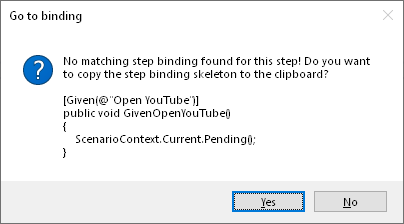 Go to binding
No matching step binding found for this step! Do you want
to copy the step binding skeleton to the clipboard?
[Given(@"Open YouTube")]
public void GivenOpenYouTube()
{
    ScenarioContext.Current.Pending();
}
Yes
No